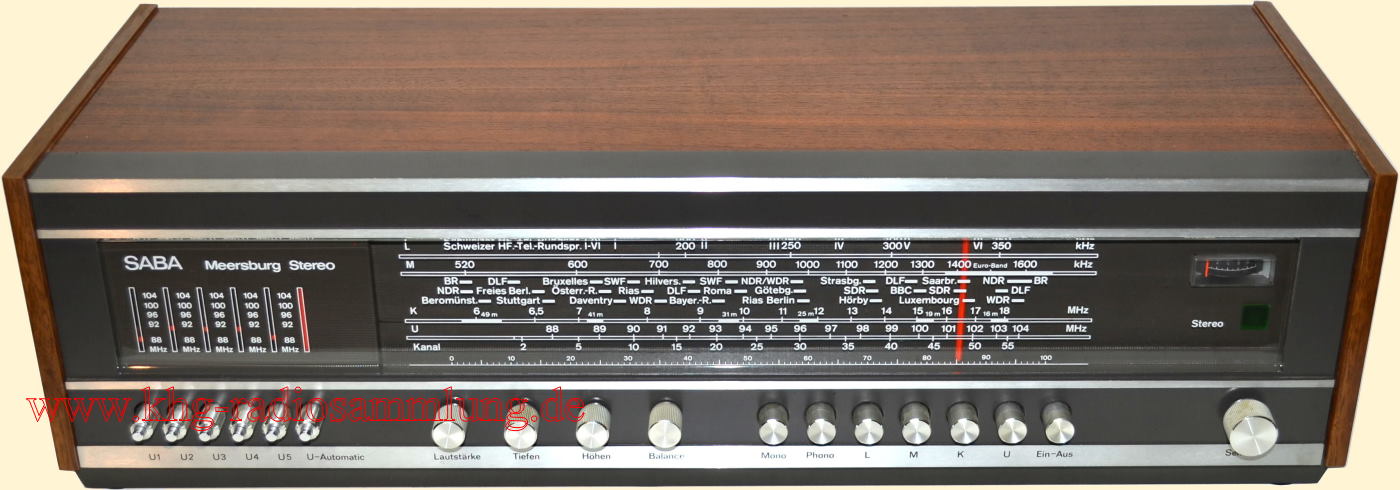 L Schweizer HF-Tel.-Rundspr. I-VI I 200 II III 250 IV 300 V VI 350 kHz
SABA Meersburg Stereo
M 520 600 700 800 900 1000 1100 1200 1300 1400 Euro-Band 1600 kHz
BR DLF Bruxelles SWF Hilvers. SWF NDR/WDR Strasbg. DLF Saarbr. NDR BR
NDR Freies Berl. Österr.-R. Rias DLF Roma Götebg. SDR BBC SDR DLF
Beromünst. Stuttgart Daventry WDR Bayer.-R. Rias Berlin Hörby Luxembourg WDR
K 6 49m 6,5 7 41m 8 9 31m 10 11 25m 12 13 14 15 19m 16 17 16m 18 MHz
U 88 89 90 91 92 93 94 95 96 97 98 99 100 101 102 103 104 MHz
Kanal 2 5 10 15 20 25 30 35 40 45 50 55
0 10 20 30 40 50 60 70 80 90 100
104 104 104 104 104
100 100 100 100 100
96 96 96 96 96
92 92 92 92 92
88 88 88 88 88
MHz MHz MHz MHz MHz
Stereo
www.khg-radiosammlung.de
U1 U2 U3 U4 U5 U-Automatic Lautstärke Tiefen Höhen Balance Mono Phono L M K U Ein-Aus